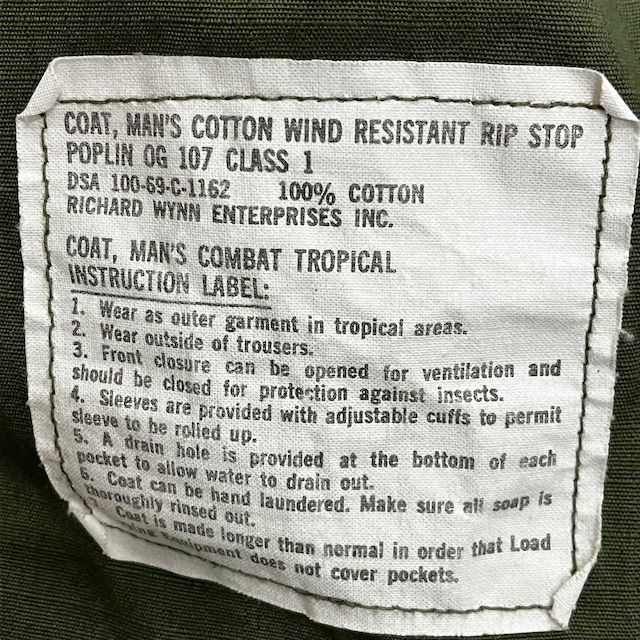 COAT, MAN'S COTTON WIND RESISTANT RIP STOP
POPLIN OG 107 CLASS 1
DSA 100-69-C-1162 100% COTTON
RICHARD WYNN ENTERPRISES INC.
COAT, MAN'S COMBAT TROPICAL
INSTRUCTION LABEL:
1. Wear as outer garment in tropical areas.
2. Wear outside of trousers.
3. Front closure can be opened for ventilation and
should be closed for protection against insects.
4. Sleeves are provided with adjustable cuffs to permit
sleeve to be rolled up.
5. A drain hole is provided at the bottom of each
pocket to allow water to drain out.
6. Coat can be hand laundered. Make sure all soap is
thoroughly rinsed out.
Coat is made longer than normal in order that Load
Equipment does not cover pockets.